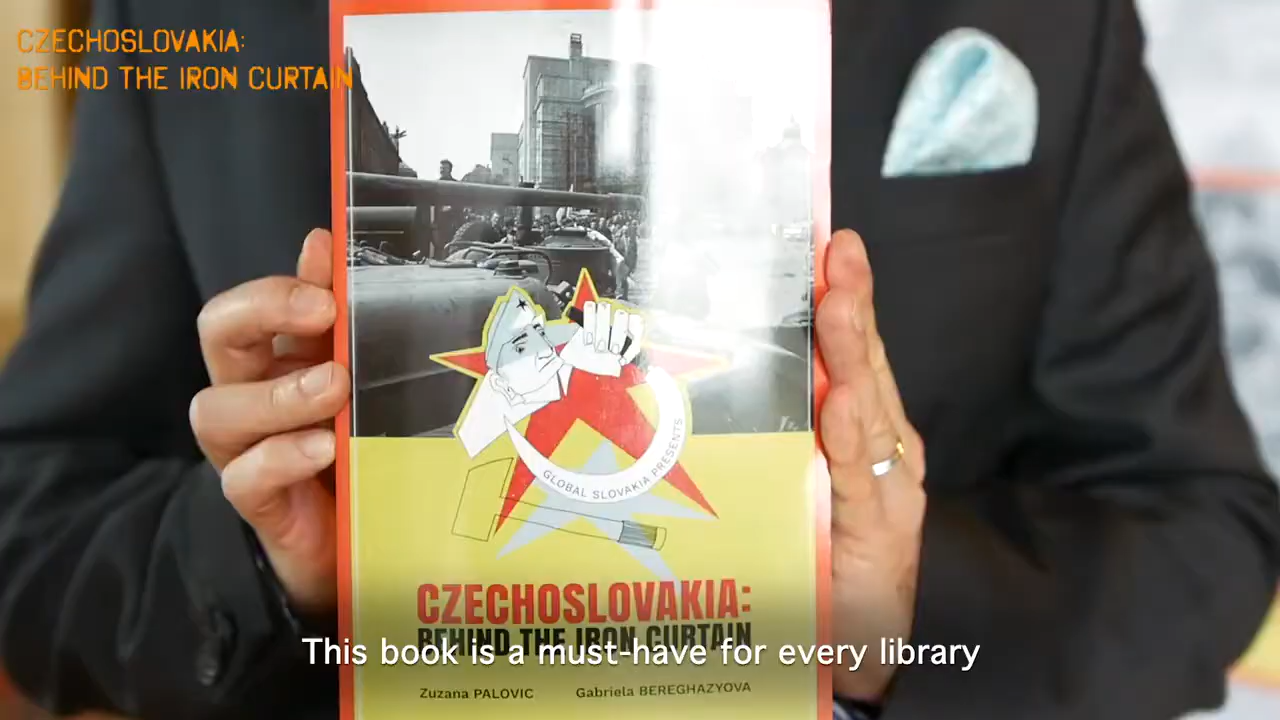 CZECHOSLOVAKIA:
BEHIND THE IRON CURTAIN
GLOBAL SLOVAKIA PRESENTS
CZECHOSLOVAKIA:
BEHIND THE IRON CURTAIN
This book is a must-have for every library
Zuzana PALOVIC Gabriela BEREGHAZYOVA